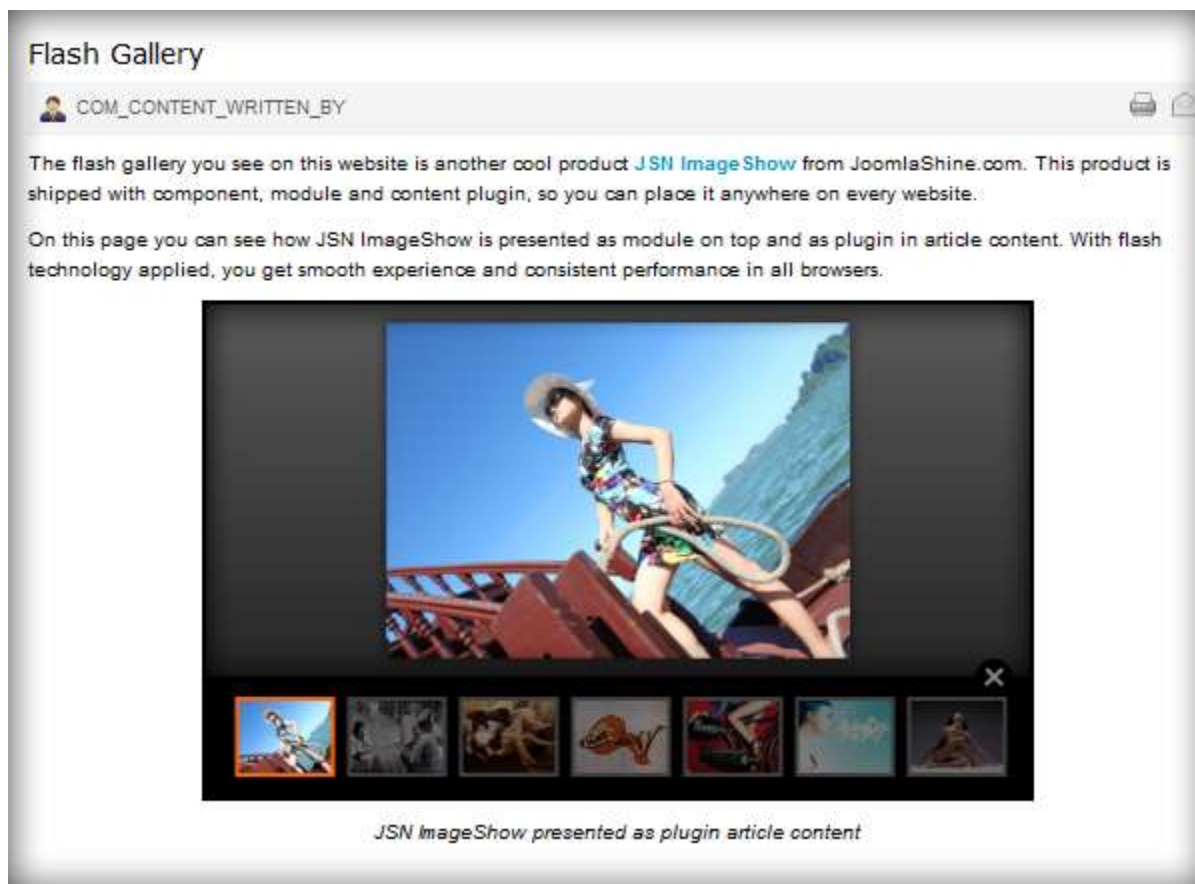 Flash Gallery
COM_CONTENT_WRITTEN_BY
The flash gallery you see on this website is another cool product JSN ImageShow from JoomlaShine.com. This product is
shipped with component, module and content plugin, so you can place it anywhere on every website.
On this page you can see how JSN ImageShow is presented as module on top and as plugin in article content. With flash
technology applied, you get smooth experience and consistent performance in all browsers.
JSN ImageShow presented as plugin article content